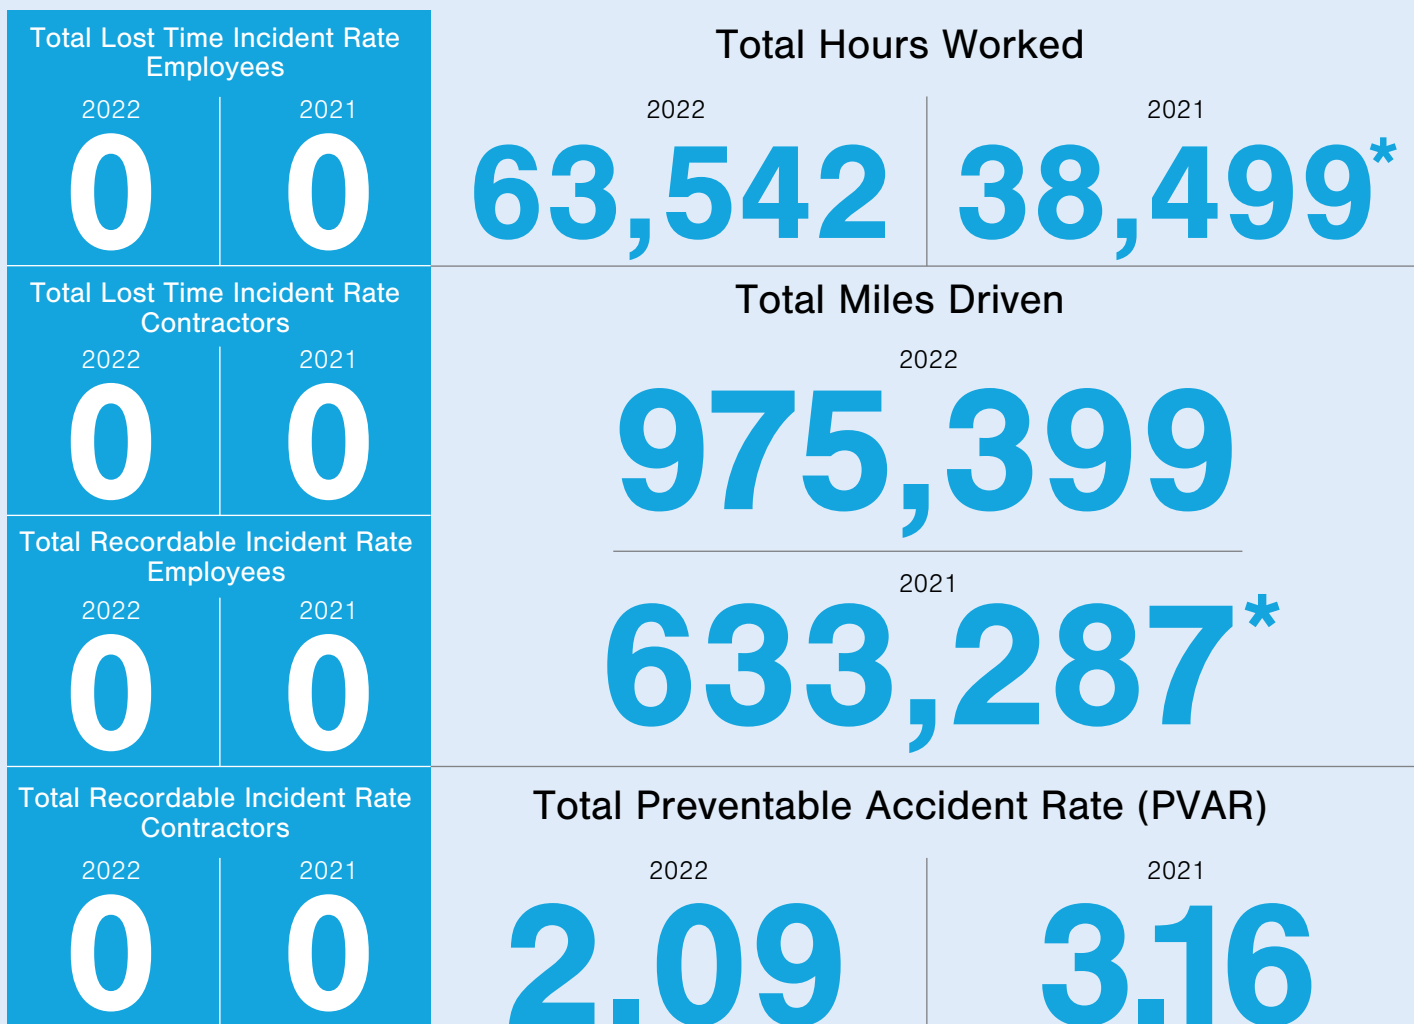 Total Lost Time Incident Rate
Employees
2022
2021
0
0
Total Hours Worked
2022
2021
63,542
38,499*
Total Lost Time Incident Rate
Contractors
2022
2021
0
0
Total Miles Driven
2022
975,399
2021
633,287*
Total Recordable Incident Rate
Employees
2022
2021
0
0
Total Recordable Incident Rate
Contractors
2022
2021
0
0
Total Preventable Accident Rate (PVAR)
2022
2021
2.09
3.16